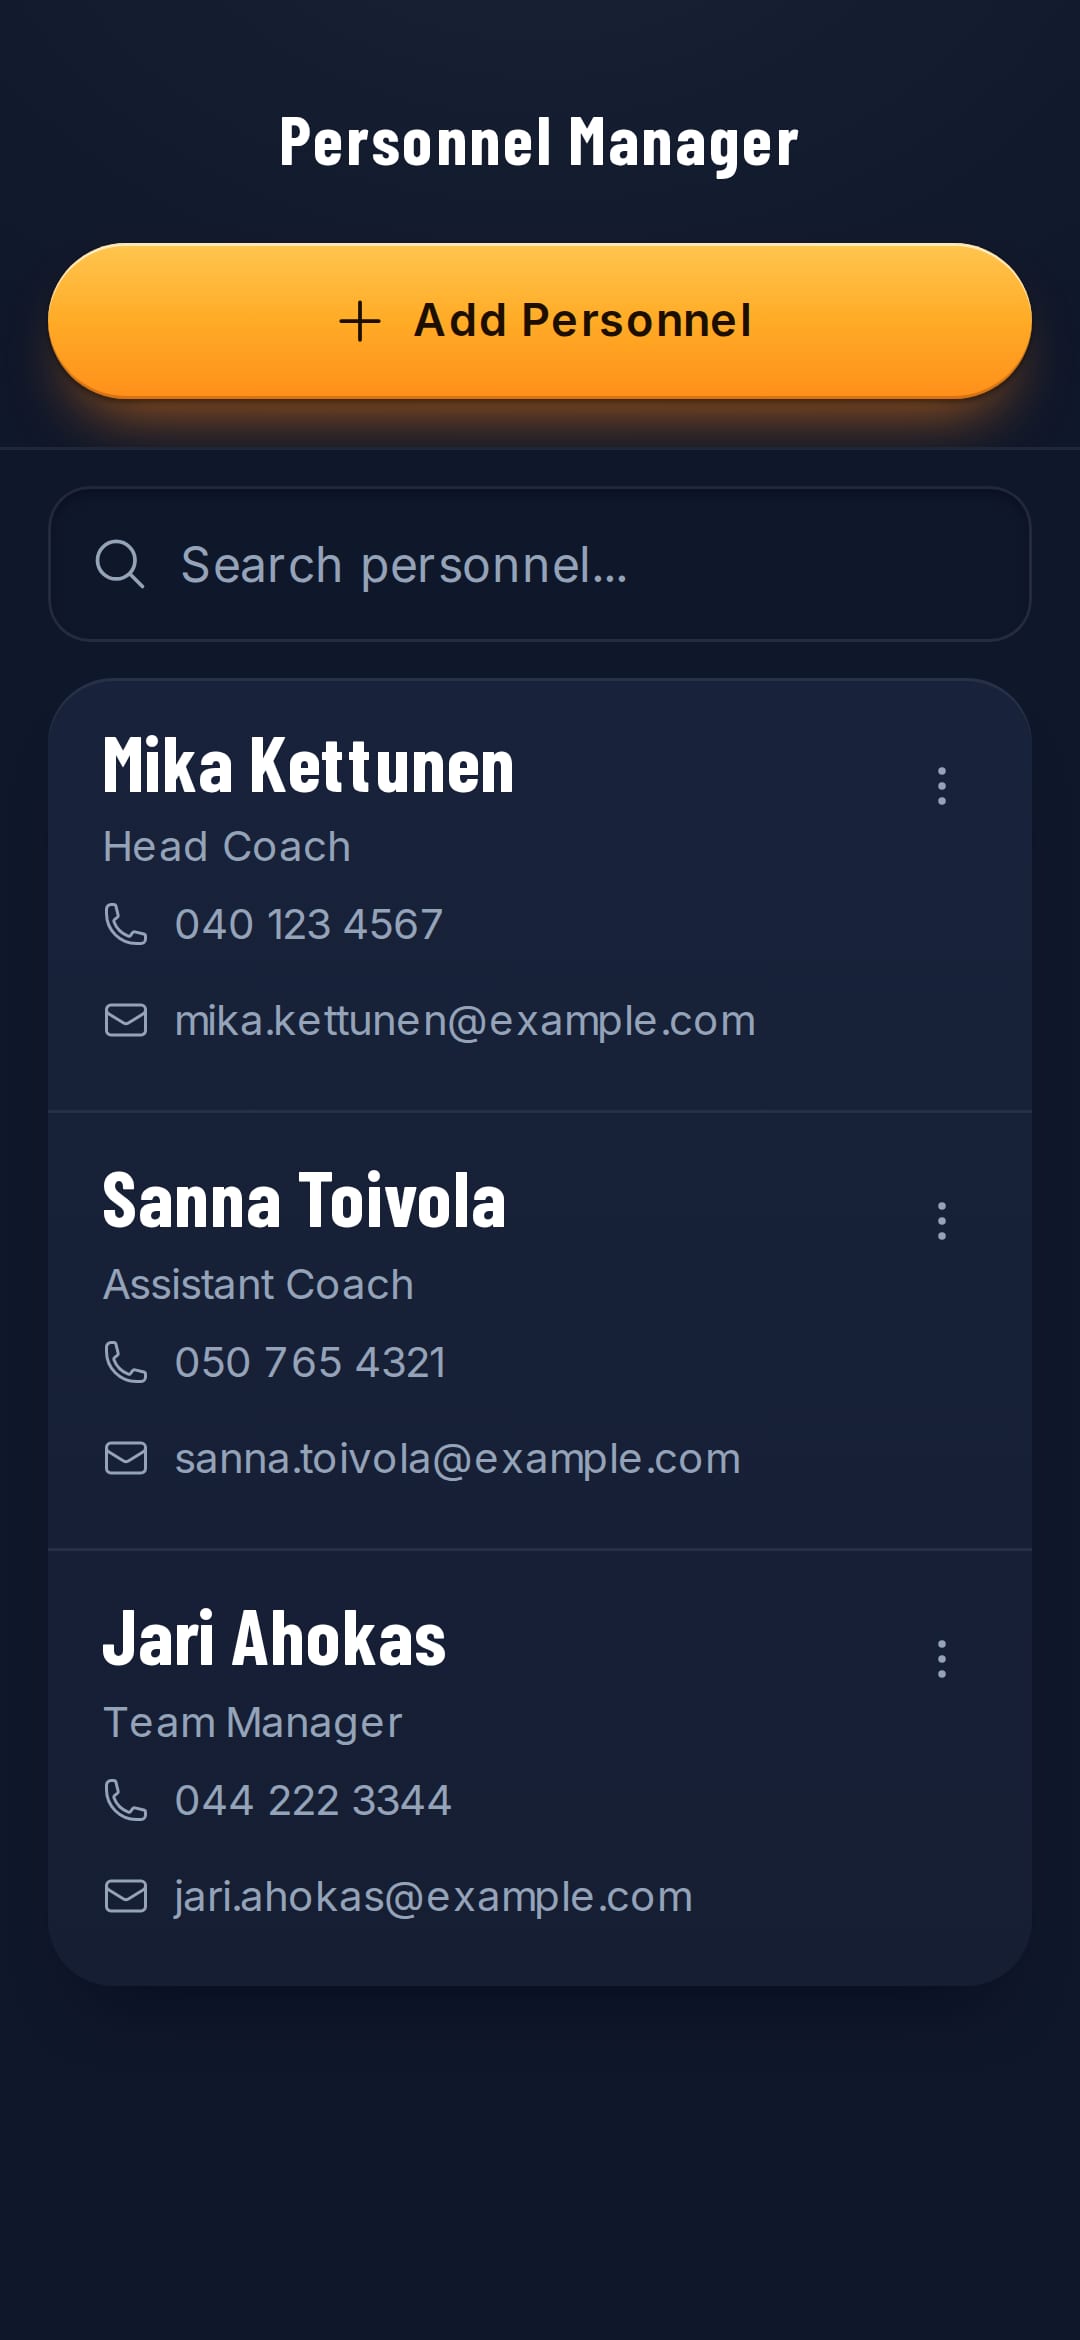 Personnel Manager
Add Personnel
Search personnel...
Mika Kettunen
Head Coach
040 123 4567
mika.kettunen@example.com
Sanna Toivola
Assistant Coach
050 765 4321
sanna.toivola@example.com
Jari Ahokas
Team Manager
044 222 3344
jari.ahokas@example.com